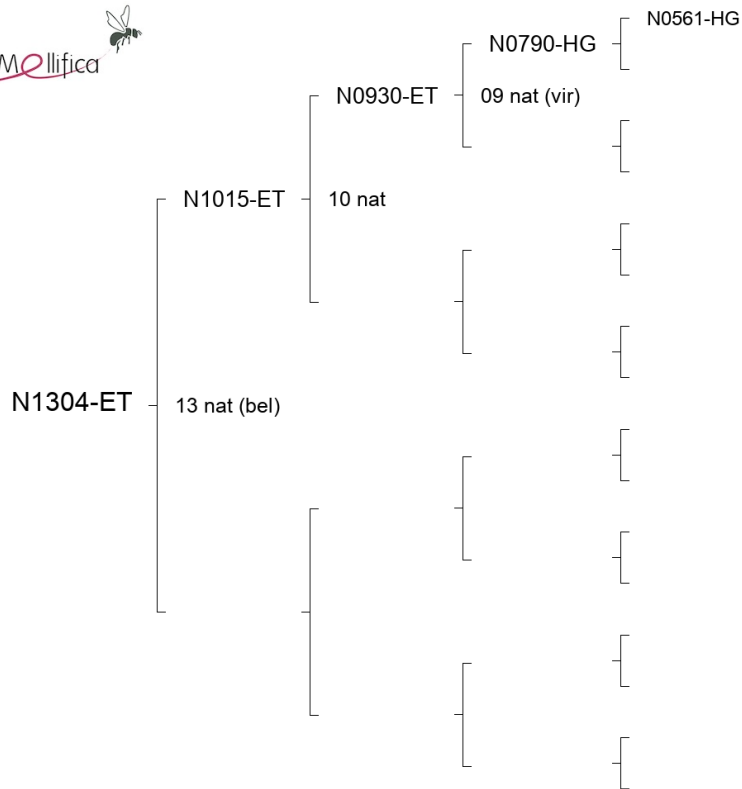 Mellifica
N0561-HG
N0790-HG
N0930-ET
09 nat (vir)
N1015-ET
10 nat
N1304-ET
13 nat (bel)